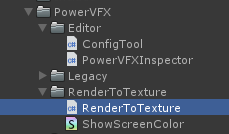 PowerVFX
Editor
ConfigTool
PowerVFXInspector
Legacy
RenderToTexture
RenderToTexture
ShowScreenColor